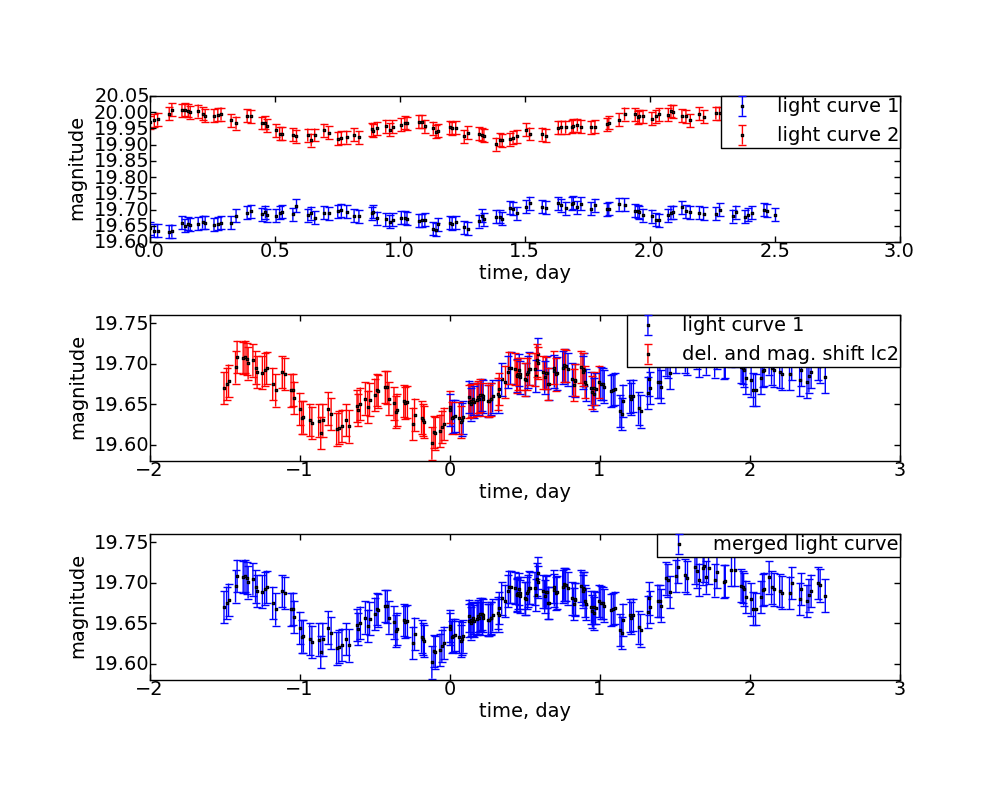 20.05
20.00
19.95
19.90
19.85
19.80
19.75
19.70
19.65
19.60
magnitude
light curve 1
light curve 2
0.0 0.5 1.0 1.5 2.0 2.5 3.0
time, day
19.75
19.70
19.65
19.60
magnitude
light curve 1
del. and mag. shift lc2
−2 −1 0 1 2 3
time, day
19.75
19.70
19.65
19.60
magnitude
merged light curve
−2 −1 0 1 2 3
time, day